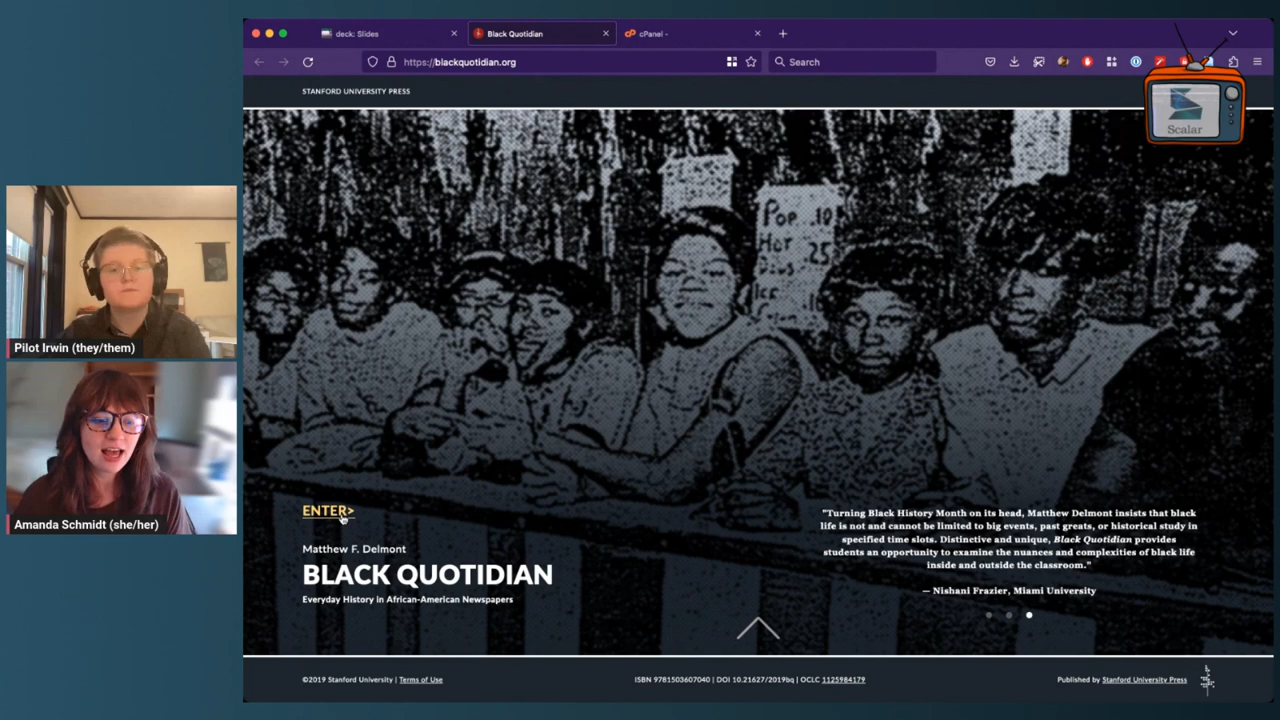 deck: Slides
Black Quotidian
cPanel -
https://blackquotidian.org
Search
STANFORD UNIVERSITY PRESS
Scalar
Pop .10
Hot 25
Pilot Irwin (they/them)
Amanda Schmidt (she/her)
ENTER>
Matthew F. Delmont
BLACK QUOTIDIAN
Everyday History in African-American Newspapers
"Turning Black History Month on its head, Matthew Delmont insists that black
life is not and cannot be limited to big events, past greats, or historical study in
specified time slots. Distinctive and unique, Black Quotidian provides
students an opportunity to examine the nuances and complexities of black life
inside and outside the classroom."
— Nishani Frazier, Miami University
©2019 Stanford University | Terms of Use
ISBN 9781503607040 | DOI 10.21627/2019bq | OCLC 1125984179
Published by Stanford University Press